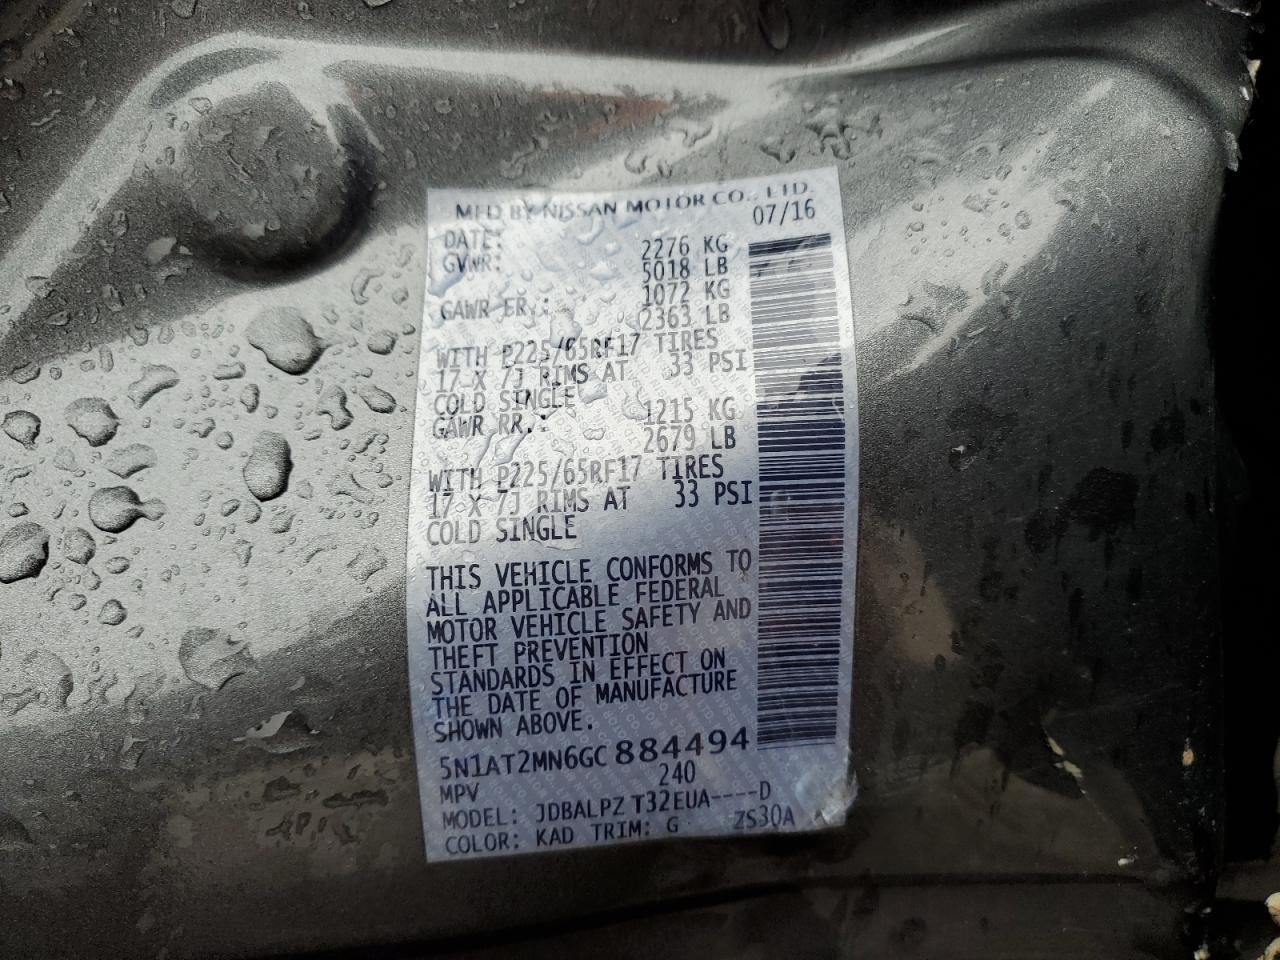 MFD BY NISSAN MOTOR CO., LTD.
DATE: 07/16
GVWR: 2276 KG
5018 LB
GAWR FR.: 1072 KG
2363 LB
WITH P225/65RF17 TIRES
17 X 7J RIMS AT 33 PSI
COLD SINGLE
GAWR RR.: 1215 KG
2679 LB
WITH P225/65RF17 TIRES
17 X 7J RIMS AT 33 PSI
COLD SINGLE
THIS VEHICLE CONFORMS TO
ALL APPLICABLE FEDERAL
MOTOR VEHICLE SAFETY AND
THEFT PREVENTION
STANDARDS IN EFFECT ON
THE DATE OF MANUFACTURE
SHOWN ABOVE.
5N1AT2MN6GC884494
MPV 240
MODEL: JDBALPZ T32EUA----D
COLOR: KAD TRIM: G ZS30A